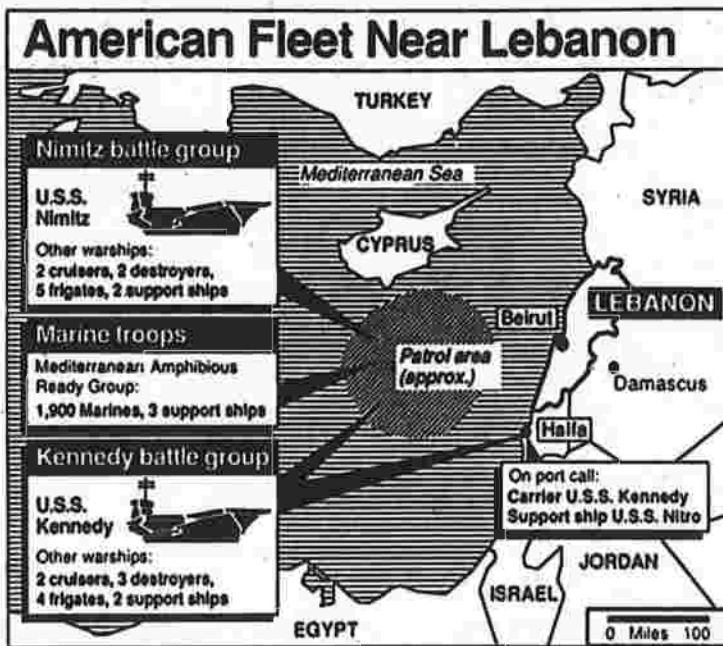 American Fleet Near Lebanon
TURKEY
Mediterranean Sea
CYPRUS
SYRIA
LEBANON
Beirut
Damascus
Patrol area
(approx.)
Haifa
Nimitz battle group
U.S.S.
Nimitz
Other warships:
2 cruisers, 2 destroyers,
5 frigates, 2 support ships
Marine troops
Mediterranean Amphibious
Ready Group:
1,900 Marines, 3 support ships
Kennedy battle group
U.S.S.
Kennedy
Other warships:
2 cruisers, 3 destroyers,
4 frigates, 2 support ships
On port call:
Carrier U.S.S. Kennedy
Support ship U.S.S. Nitro
JORDAN
ISRAEL
EGYPT
0 Miles 100